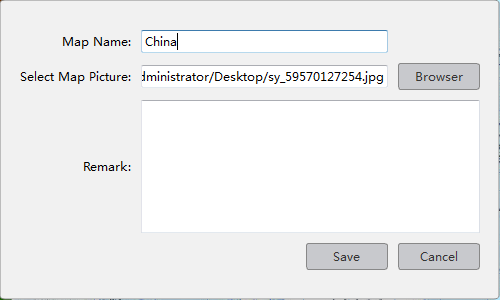 Map Name: China
Select Map Picture: dministrator/Desktop/sy_59570127254.jpg Browser
Remark:
Save Cancel